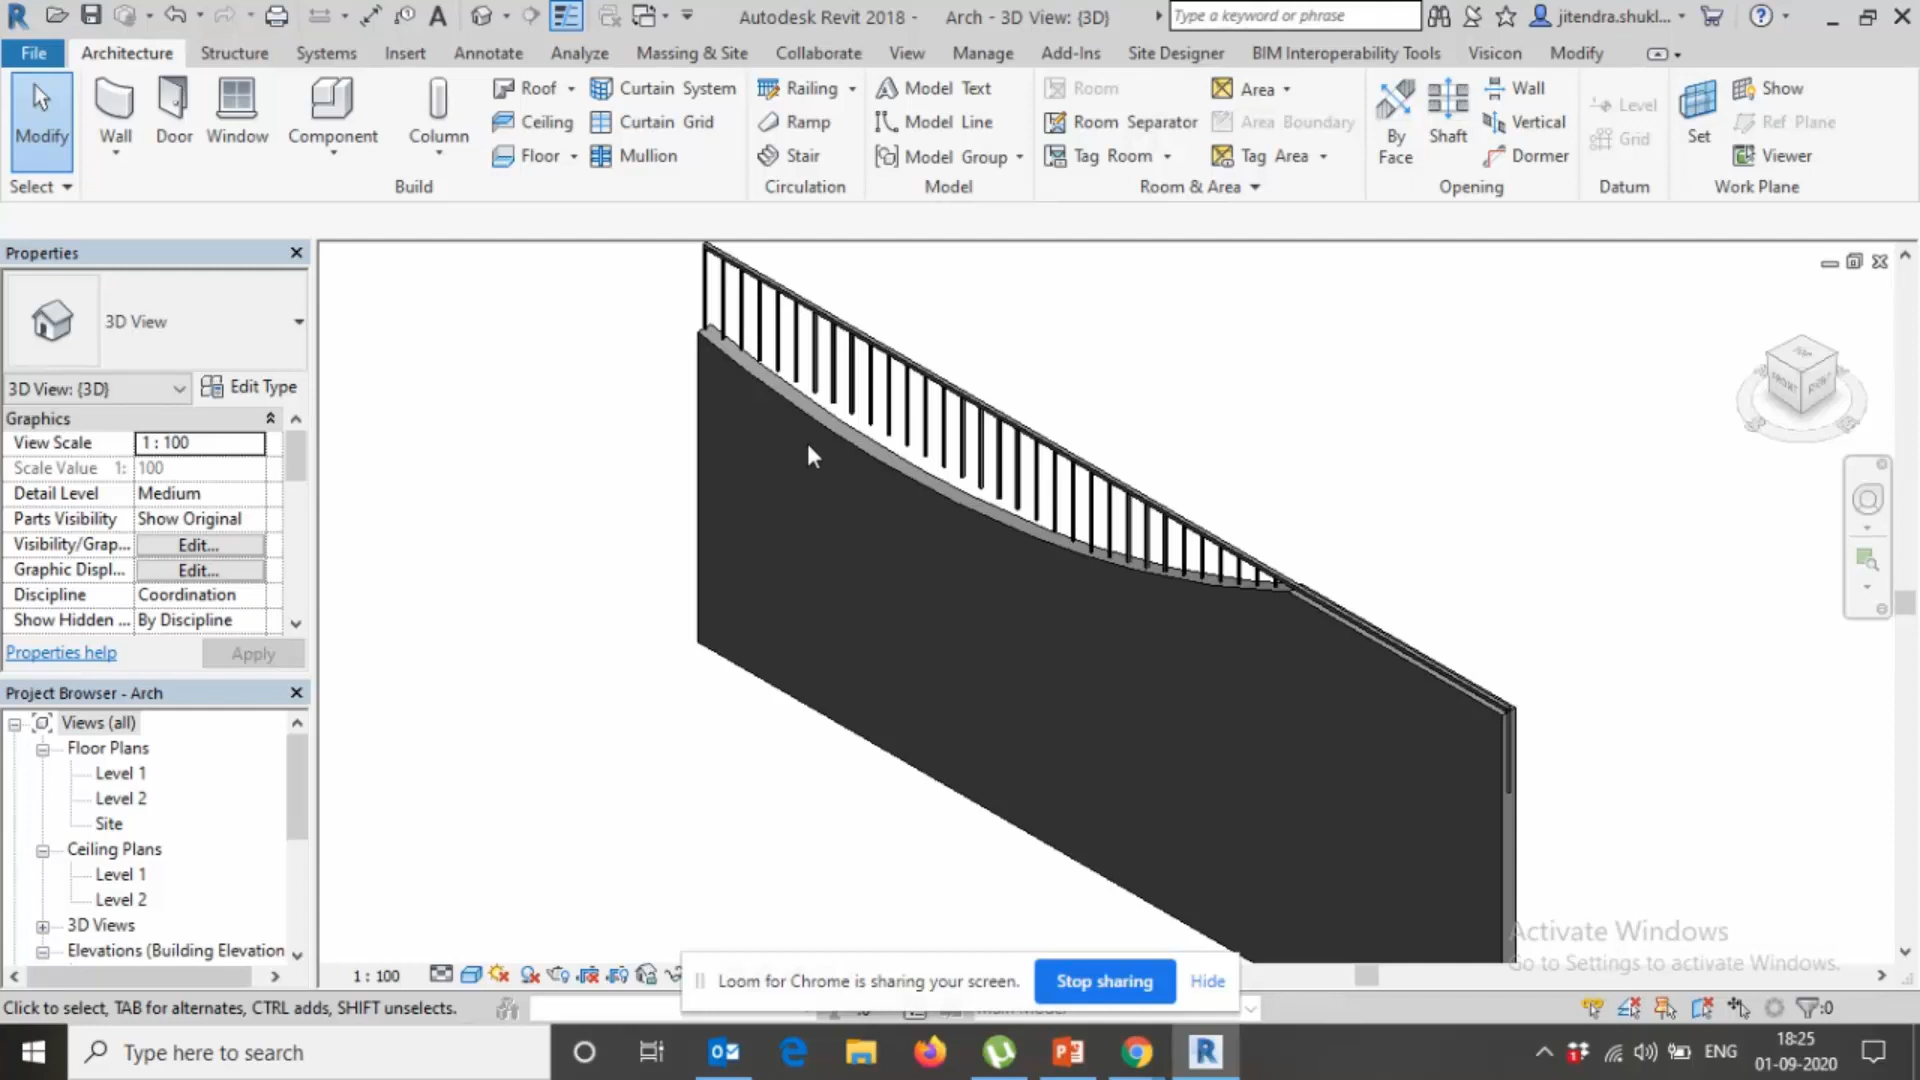 Autodesk Revit 2018 - Arch - 3D View: {3D}
Type a keyword or phrase
jitendra.shukl...
File Architecture Structure Systems Insert Annotate Analyze Massing & Site Collaborate View Manage Add-Ins Site Designer BIM Interoperability Tools Visicon Modify
Roof Curtain System Railing Model Text Room Area Wall Level Show
Modify Wall Door Window Component Column Ceiling Curtain Grid Ramp Model Line Room Separator Area Boundary By Face Shaft Vertical Grid Set Ref Plane
Floor Mullion Stair Model Group Tag Room Tag Area Dormer Viewer
Select Build Circulation Model Room & Area Opening Datum Work Plane
Properties
3D View
3D View: {3D} Edit Type
Graphics
View Scale 1 : 100
Scale Value 1: 100
Detail Level Medium
Parts Visibility Show Original
Visibility/Grap... Edit...
Graphic Displ... Edit...
Discipline Coordination
Show Hidden ... By Discipline
Properties help Apply
Project Browser - Arch
Views (all)
Floor Plans
Level 1
Level 2
Site
Ceiling Plans
Level 1
Level 2
3D Views
Elevations (Building Elevation
FRONT RIGHT
1 : 100
Loom for Chrome is sharing your screen. Stop sharing Hide
Activate Windows
Go to Settings to activate Windows.
Click to select, TAB for alternates, CTRL adds, SHIFT unselects.
:0
Type here to search
ENG
18:25
01-09-2020